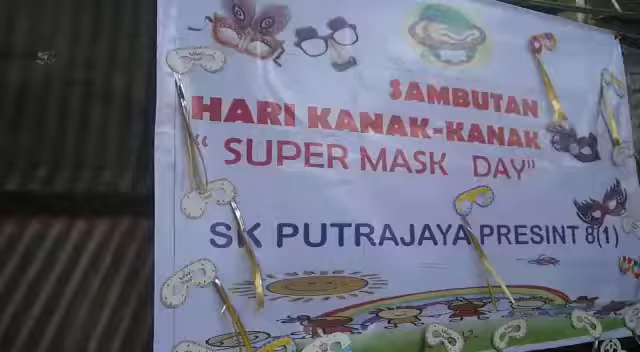 SAMBUTAN
HARI KANAK-KANAK
“ SUPER MASK DAY”
SK PUTRAJAYA PRESINT 8(1)